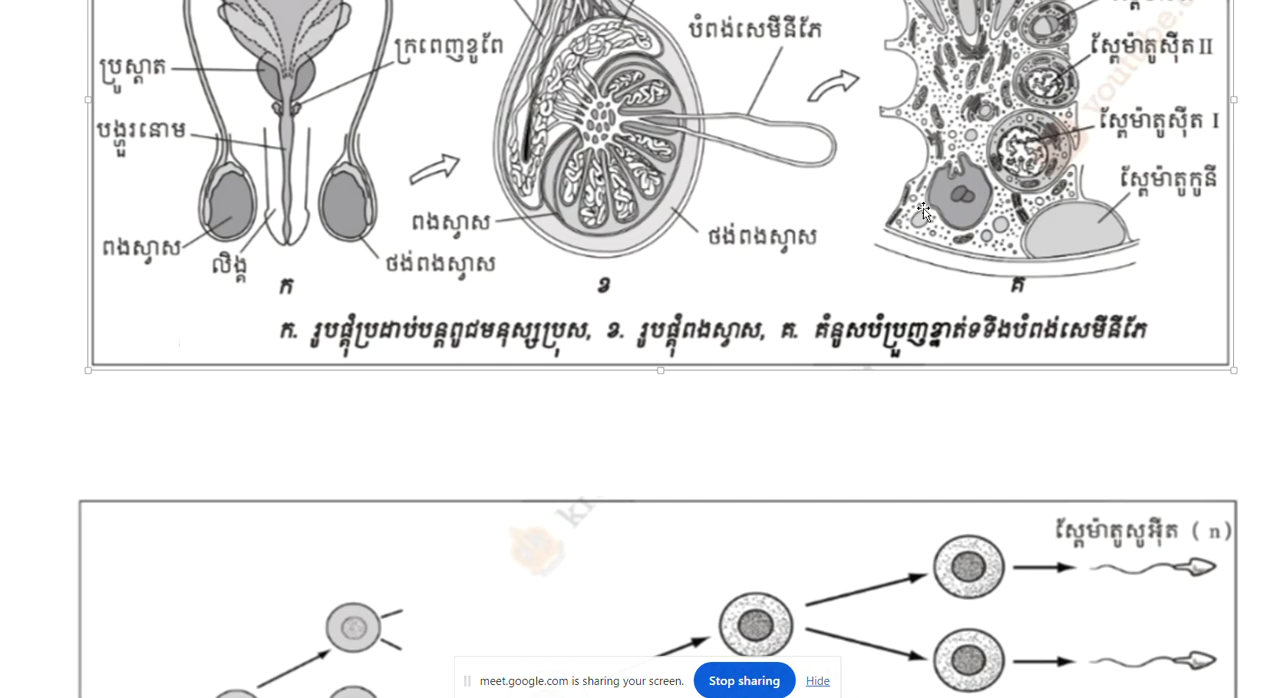 ស្ពែម៉ាតូស៊ីត II
បំពង់សេមីនីភែ
ក្រពេញខូពែ
ប្រូស្តាត
ស្ពែម៉ាតូស៊ីត I
បង្ហួរនោម
ស្ពែម៉ាតូកូនី
ពងស្វាស
ថង់ពងស្វាស
ពងស្វាស
លិង្គ
ថង់ពងស្វាស
ក
ខ
គ
ក. រូបផ្គុំប្រដាប់បន្តពូជមនុស្សប្រុស, ខ. រូបផ្គុំពងស្វាស, គ. គំនូសបំប្រួញខ្នាត់ទទឹងបំពង់សេមីនីភែ
ស្ពែម៉ាតូសូអ៊ីត ( n )
meet.google.com is sharing your screen.
Stop sharing
Hide